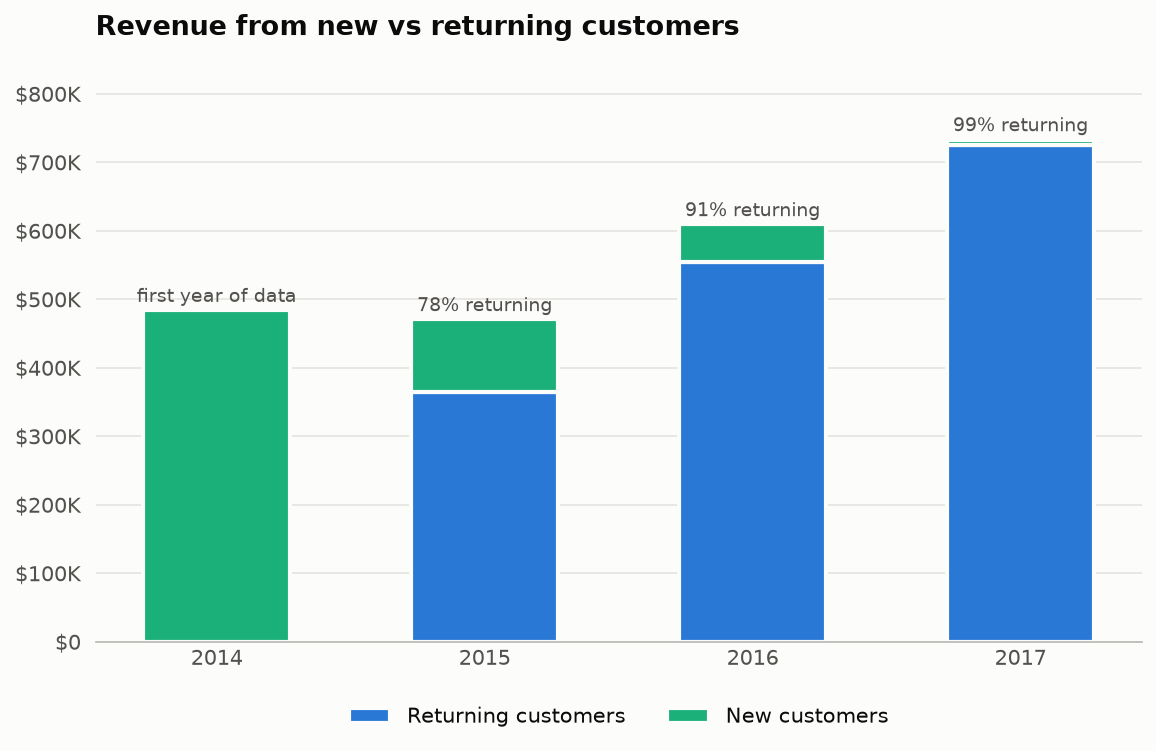 Revenue from new vs returning customers
$800K
$700K
$600K
$500K
$400K
$300K
$200K
$100K
$0
first year of data
78% returning
91% returning
99% returning
2014
2015
2016
2017
Returning customers
New customers